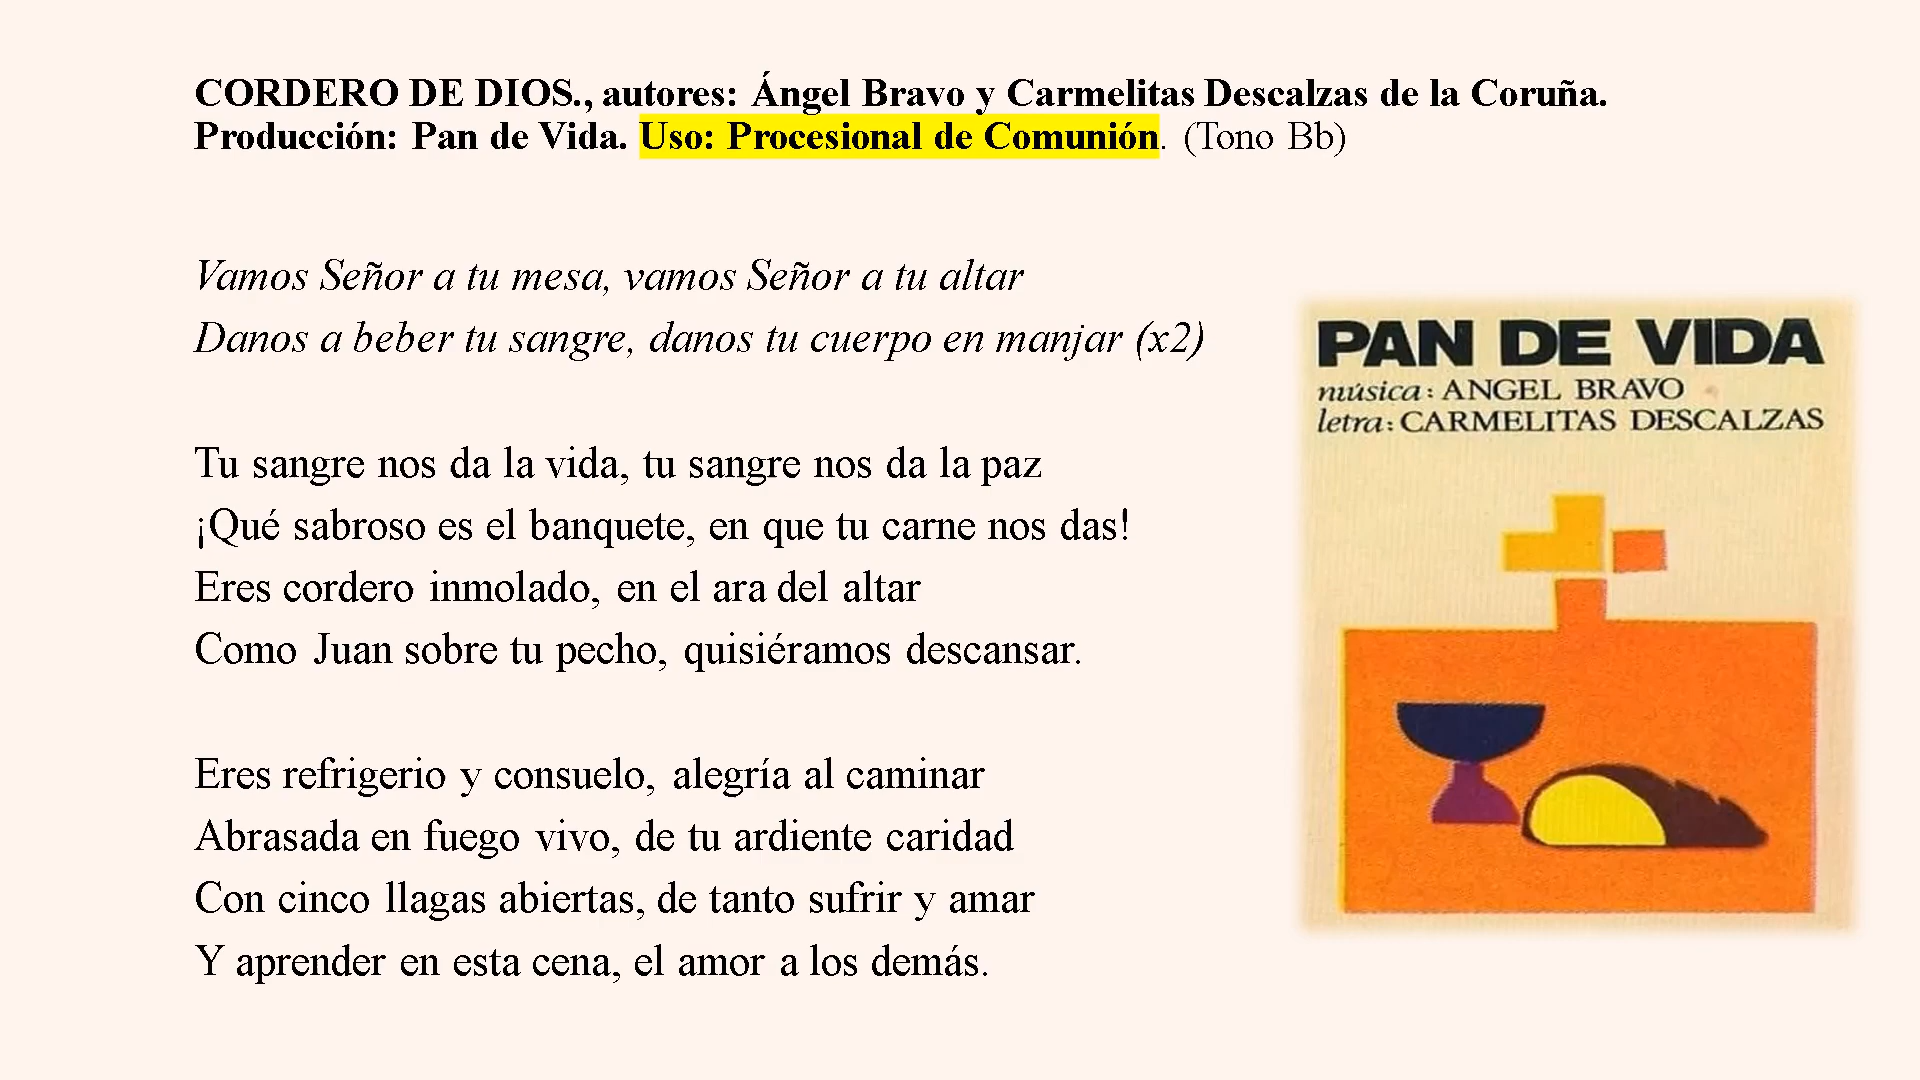 CORDERO DE DIOS., autores: Ángel Bravo y Carmelitas Descalzas de la Coruña.
Producción: Pan de Vida. Uso: Procesional de Comunión. (Tono Bb)
Vamos Señor a tu mesa, vamos Señor a tu altar
Danos a beber tu sangre, danos tu cuerpo en manjar (x2)
Tu sangre nos da la vida, tu sangre nos da la paz
¡Qué sabroso es el banquete, en que tu carne nos das!
Eres cordero inmolado, en el ara del altar
Como Juan sobre tu pecho, quisiéramos descansar.
Eres refrigerio y consuelo, alegría al caminar
Abrasada en fuego vivo, de tu ardiente caridad
Con cinco llagas abiertas, de tanto sufrir y amar
Y aprender en esta cena, el amor a los demás.
PAN DE VIDA
música: ANGEL BRAVO
letra: CARMELITAS DESCALZAS